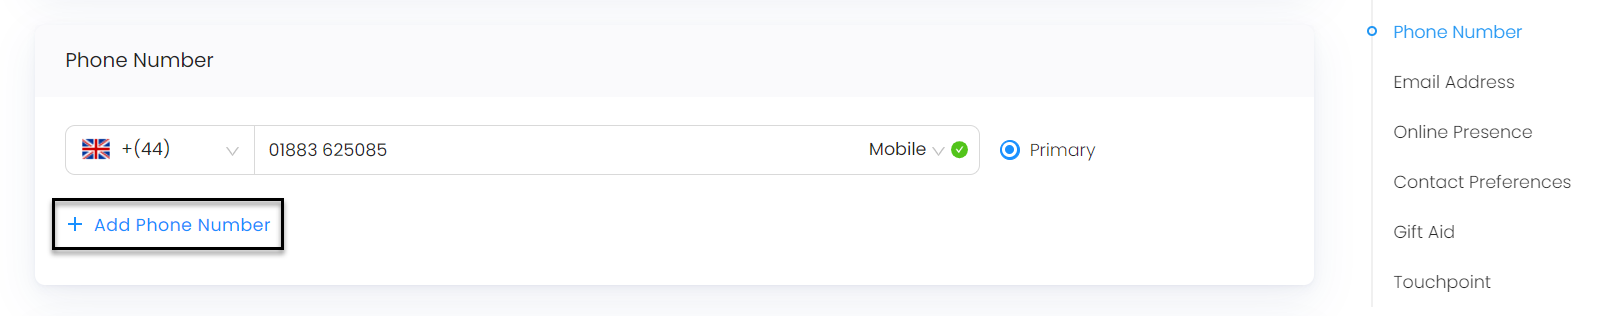 Phone Number
+(44)
01883 625085
Mobile
Primary
+ Add Phone Number
Phone Number
Email Address
Online Presence
Contact Preferences
Gift Aid
Touchpoint